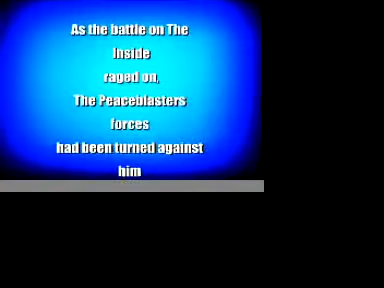 As the battle on The
Inside
raged on,
The Peaceblasters
forces
had been turned against
him